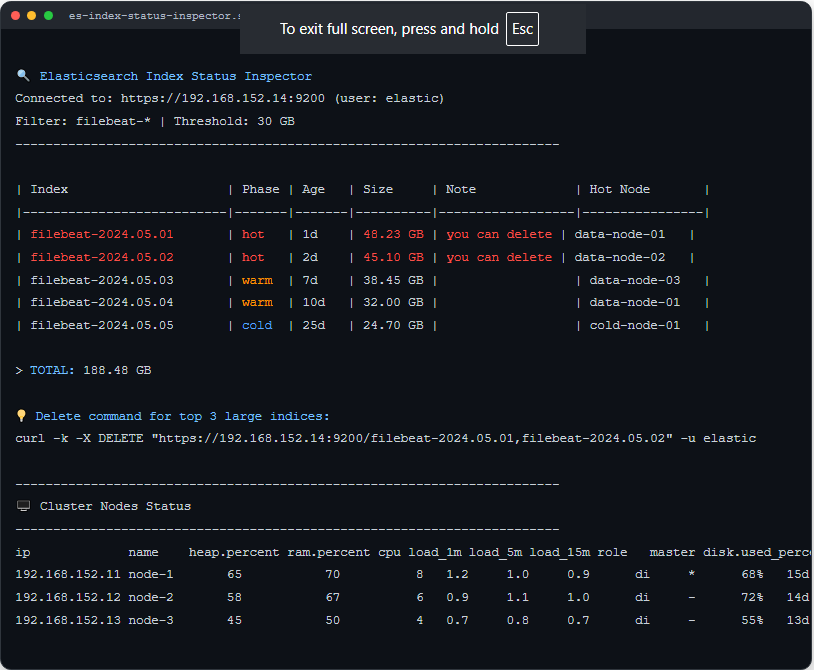 es-index-status-inspector.s
To exit full screen, press and hold Esc
🔍 Elasticsearch Index Status Inspector
Connected to: https://192.168.152.14:9200 (user: elastic)
Filter: filebeat-* | Threshold: 30 GB
------------------------------------------------------------------------
| Index | Phase | Age | Size | Note | Hot Node |
|---------------------------|-------|-------|----------|------------------|----------------|
| filebeat-2024.05.01 | hot | 1d | 48.23 GB | you can delete | data-node-01 |
| filebeat-2024.05.02 | hot | 2d | 45.10 GB | you can delete | data-node-02 |
| filebeat-2024.05.03 | warm | 7d | 38.45 GB | | data-node-03 |
| filebeat-2024.05.04 | warm | 10d | 32.00 GB | | data-node-01 |
| filebeat-2024.05.05 | cold | 25d | 24.70 GB | | cold-node-01 |
> TOTAL: 188.48 GB
💡 Delete command for top 3 large indices:
curl -k -X DELETE "https://192.168.152.14:9200/filebeat-2024.05.01,filebeat-2024.05.02" -u elastic
------------------------------------------------------------------------
🖥️ Cluster Nodes Status
------------------------------------------------------------------------
ip name heap.percent ram.percent cpu load_1m load_5m load_15m role master disk.used_perc
192.168.152.11 node-1 65 70 8 1.2 1.0 0.9 di * 68% 15d
192.168.152.12 node-2 58 67 6 0.9 1.1 1.0 di - 72% 14d
192.168.152.13 node-3 45 50 4 0.7 0.8 0.7 di - 55% 13d